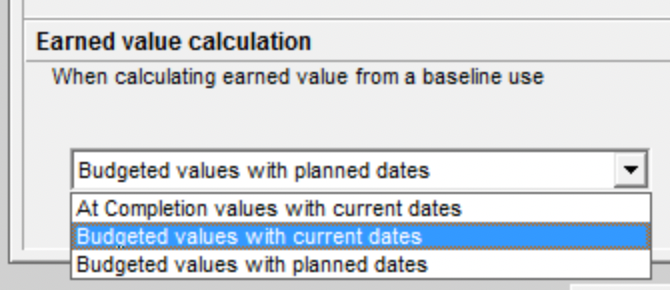 Earned value calculation
When calculating earned value from a baseline use
Budgeted values with planned dates
At Completion values with current dates
Budgeted values with current dates
Budgeted values with planned dates